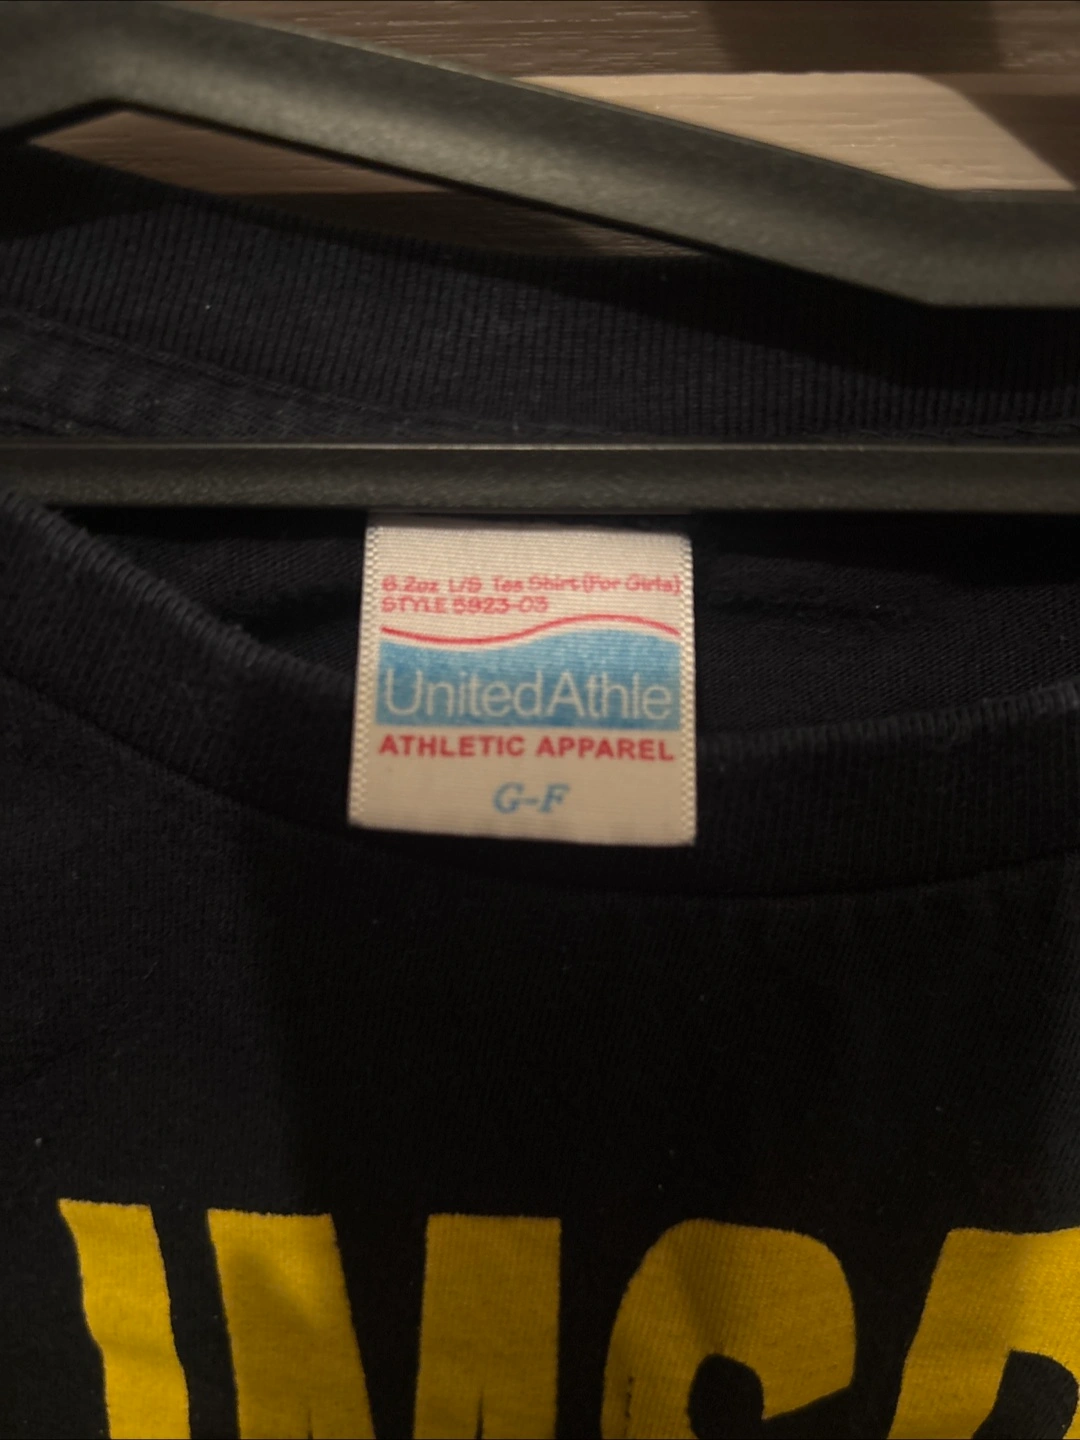 6.2oz L/S Tee Shirt (For Girls)
STYLE 5923-03
UnitedAthle
ATHLETIC APPAREL
G-F